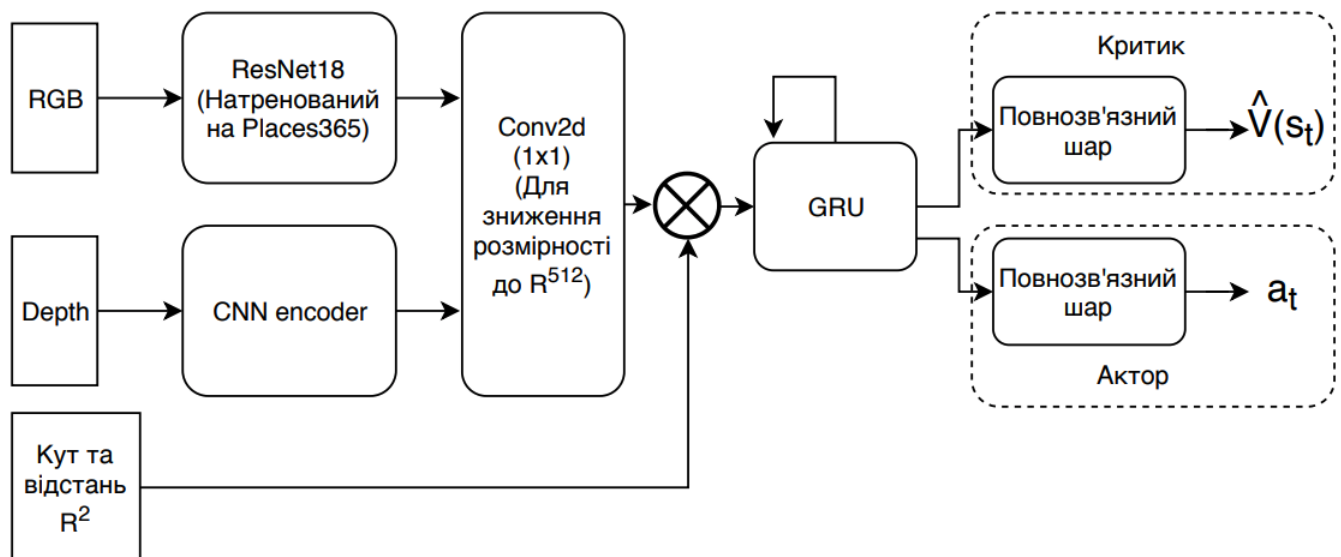 RGB
ResNet18
(Натренований
на Places365)
Depth
CNN encoder
Кут та
відстань
R²
Conv2d
(1x1)
(Для
зниження
розмірності
до R⁵¹²)
GRU
Критик
Повнозв'язний
шар
V̂(sₜ)
Повнозв'язний
шар
aₜ
Актор